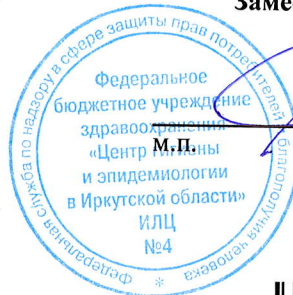 Федеральная служба по надзору в сфере защиты прав потребителей
благополучия человека *
Федеральное
бюджетное учреждение
здравоохранения
«Центр гигиены
и эпидемиологии
в Иркутской области»
ИЛЦ
№4
М.П.